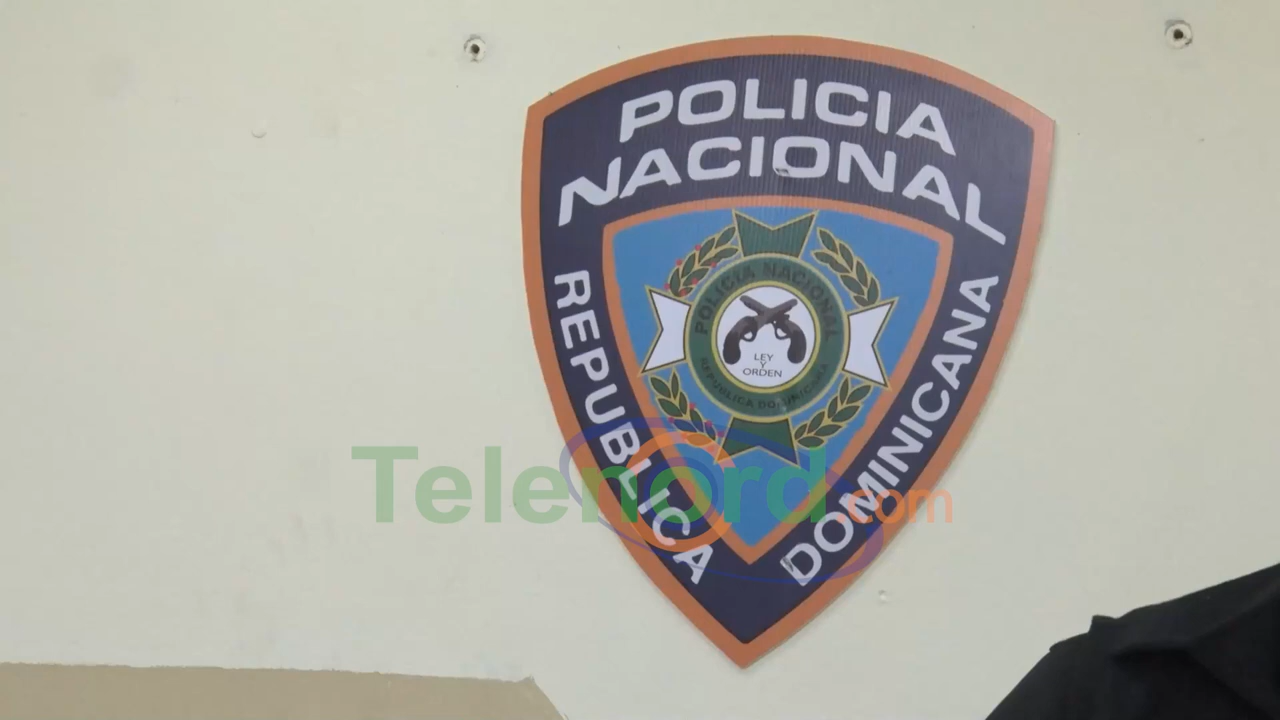 POLICIA
NACIONAL
REPUBLICA
DOMINICANA
POLICIA NACIONAL
LEY
Y
ORDEN
REPUBLICA DOMINICANA
Telenord.com